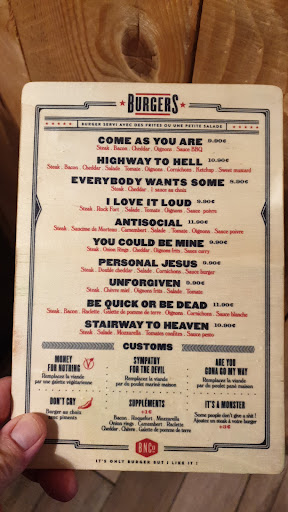 BURGERS
BURGER SERVI AVEC DES FRITES OU UNE PETITE SALADE
COME AS YOU ARE 9.90€
Steak . Bacon . Cheddar . Oignons . Sauce BBQ
HIGHWAY TO HELL 10.90€
Steak . Bacon . Cheddar . Salade . Tomate . Oignons . Cornichons . Ketchup . Sweet mustard
EVERYBODY WANTS SOME 8.90€
Steak . Cheddar . 1 sauce au choix
I LOVE IT LOUD 9.90€
Steak . Rock Fort . Salade . Tomate . Oignons . Sauce poivre
ANTISOCIAL 11.90€
Steak . Saucisse de Morteau . Camembert . Salade . Tomate . Oignons . Sauce poivre
YOU COULD BE MINE 9.90€
Steak . Onion Rings . Cheddar . Oignons frits . Sauce curry
PERSONAL JESUS 9.90€
Steak . Double cheddar . Salade . Cornichons . Sauce burger
UNFORGIVEN 9.90€
Steak . Chèvre miel . Oignons frits . Salade . Tomate
BE QUICK OR BE DEAD 11.90€
Steak . Bacon . Raclette . Galette de pomme de terre . Oignons . Cornichons . Sauce blanche
STAIRWAY TO HEAVEN 10.90€
Steak . Salade . Mozzarella . Tomates confites . Sauce pesto
CUSTOMS
MONEY FOR NOTHING
Remplacez la viande
par une galette végétarienne
SYMPATHY FOR THE DEVIL
Remplacez la viande
par du poulet mariné maison
ARE YOU GONA GO MY WAY
Remplacez la viande
par du poulet pané maison
DON'T CRY
Burger au choix
avec piments
SUPPLÉMENTS
+1€
Bacon . Roquefort . Mozzarella
Onion rings . Camembert . Raclette
Cheddar . Chèvre . Galette de pomme de terre
IT'S A MONSTER
Some people don't give a shit !
Ajoutez un steak à votre burger
+3€
BNCo
IT'S ONLY BURGER BUT I LIKE IT !